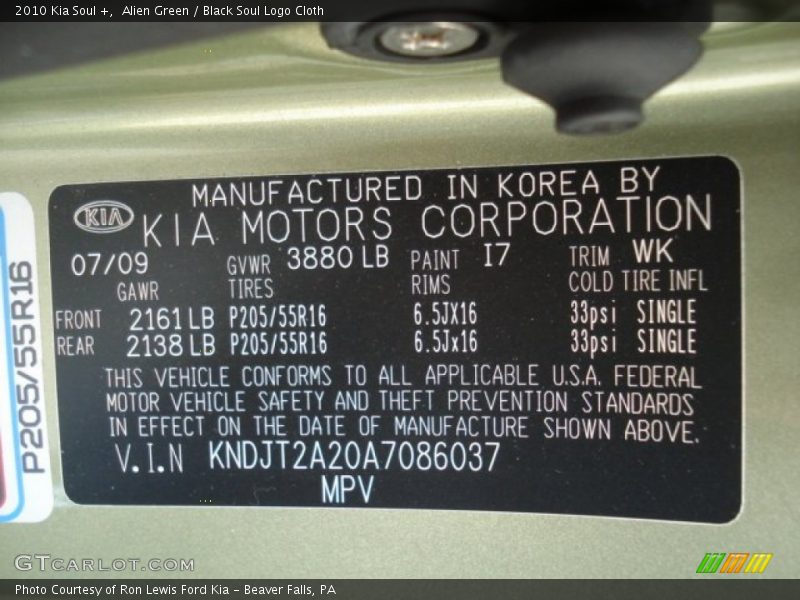 2010 Kia Soul +,  Alien Green / Black Soul Logo Cloth
MANUFACTURED IN KOREA BY
KIA KIA MOTORS CORPORATION
07/09 GVWR 3880 LB PAINT I7 TRIM WK
GAWR TIRES RIMS COLD TIRE INFL
FRONT 2161 LB P205/55R16 6.5JX16 33psi SINGLE
REAR 2138 LB P205/55R16 6.5Jx16 33psi SINGLE
THIS VEHICLE CONFORMS TO ALL APPLICABLE U.S.A. FEDERAL
MOTOR VEHICLE SAFETY AND THEFT PREVENTION STANDARDS
IN EFFECT ON THE DATE OF MANUFACTURE SHOWN ABOVE.
V.I.N KNDJT2A20A7086037
MPV
P205/55R16
GTCARLOT.COM
Photo Courtesy of Ron Lewis Ford Kia – Beaver Falls, PA